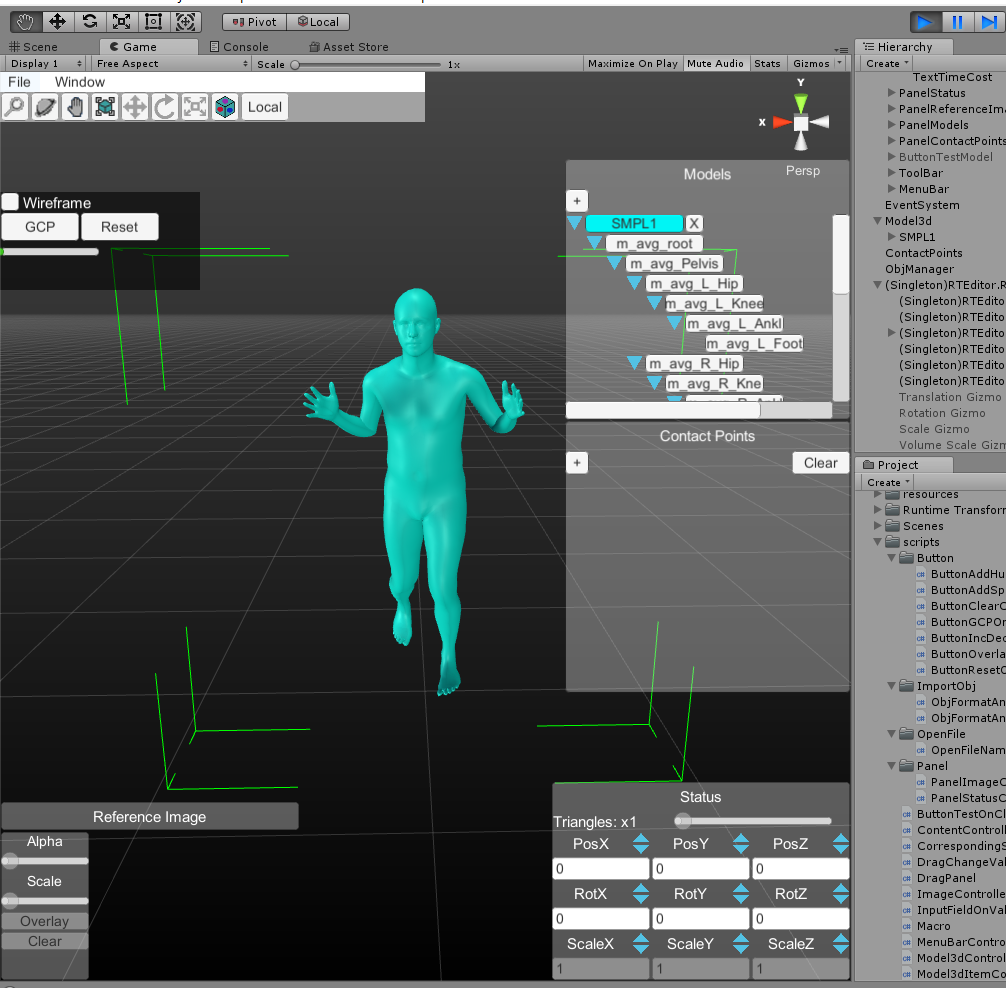 Pivot Local
Scene Game Console Asset Store
Display 1 Free Aspect Scale 1x Maximize On Play Mute Audio Stats Gizmos
File Window
Local
Y
X
Persp
Wireframe
GCP Reset
Models
+
SMPL1 X
m_avg_root
m_avg_Pelvis
m_avg_L_Hip
m_avg_L_Knee
m_avg_L_Ankl
m_avg_L_Foot
m_avg_R_Hip
m_avg_R_Kne
Contact Points
+ Clear
Reference Image
Alpha
Scale
Overlay
Clear
Status
Triangles: x1
PosX PosY PosZ
0 0 0
RotX RotY RotZ
0 0 0
ScaleX ScaleY ScaleZ
1 1 1
Hierarchy
Create
TextTimeCost
PanelStatus
PanelReferenceIma
PanelModels
PanelContactPoints
ButtonTestModel
ToolBar
MenuBar
EventSystem
Model3d
SMPL1
ContactPoints
ObjManager
(Singleton)RTEditor.R
(Singleton)RTEdito
(Singleton)RTEdito
(Singleton)RTEdito
(Singleton)RTEdito
(Singleton)RTEdito
(Singleton)RTEdito
Translation Gizmo
Rotation Gizmo
Scale Gizmo
Volume Scale Gizm
Project
Create
resources
Runtime Transfor
Scenes
scripts
Button
ButtonAddHu
ButtonAddSp
ButtonClearC
ButtonGCPOn
ButtonIncDec
ButtonOverla
ButtonResetC
ImportObj
ObjFormatAn
ObjFormatAn
OpenFile
OpenFileNam
Panel
PanelImageC
PanelStatusC
ButtonTestOnCl
ContentControll
CorrespondingS
DragChangeVal
DragPanel
ImageControlle
InputFieldOnVal
Macro
MenuBarContro
Model3dControl
Model3dItemCo